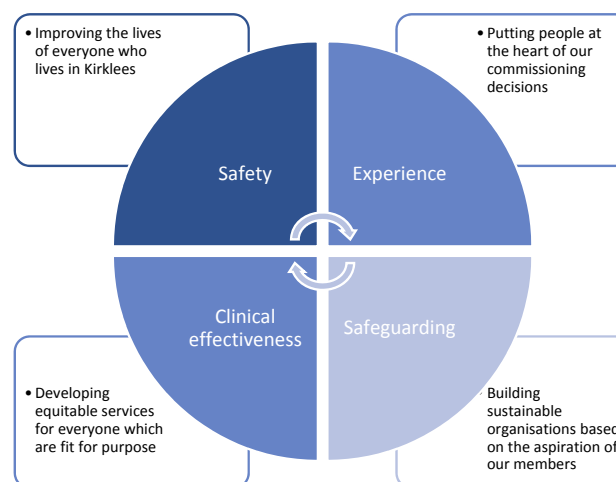 • Improving the lives
of everyone who
lives in Kirklees
• Putting people at
the heart of our
commissioning
decisions
Safety
Experience
Clinical
effectiveness
Safeguarding
• Developing
equitable services
for everyone which
are fit for purpose
• Building
sustainable
organisations based
on the aspiration of
our members